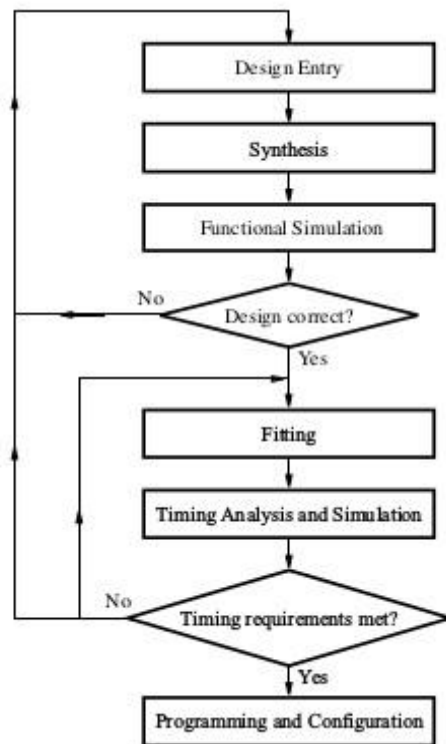 Design Entry
Synthesis
Functional Simulation
No
Design correct?
Yes
Fitting
Timing Analysis and Simulation
No
Timing requirements met?
Yes
Programming and Configuration